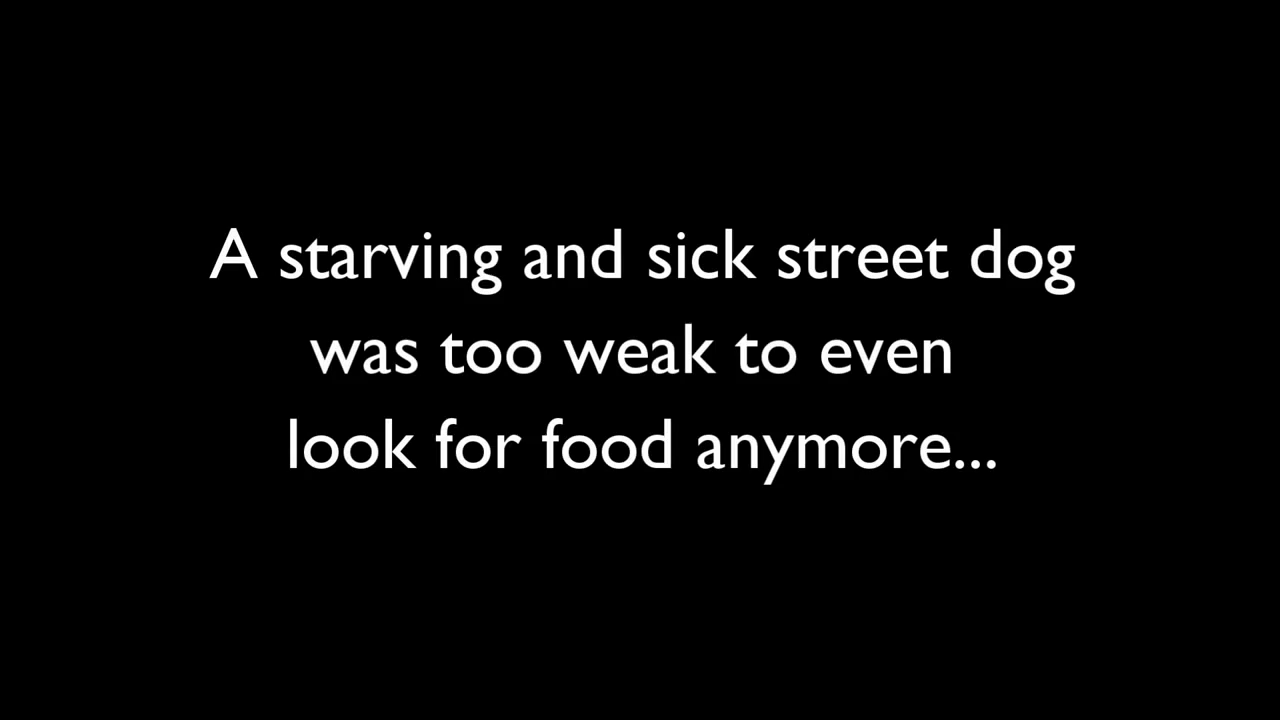 A starving and sick street dog
was too weak to even
look for food anymore...